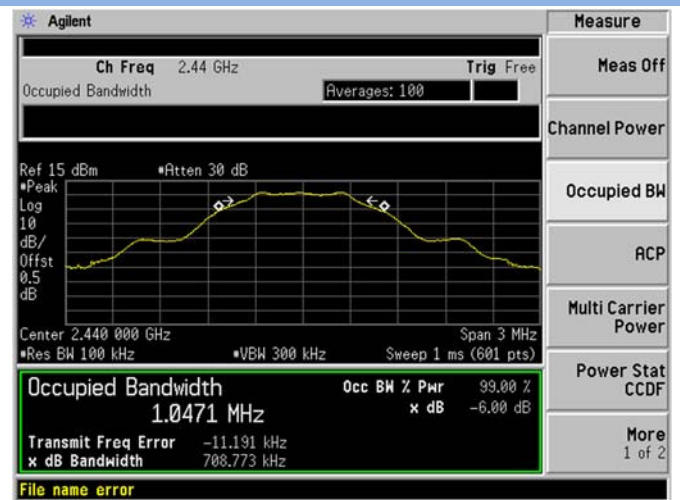 Agilent
Measure
Ch Freq 2.44 GHz Trig Free
Occupied Bandwidth Averages: 100
Ref 15 dBm Atten 30 dB
Peak
Log
10
dB/
Offst
0.5
dB
Center 2.440 000 GHz Span 3 MHz
Res BW 100 kHz VBW 300 kHz Sweep 1 ms (601 pts)
Occupied Bandwidth Occ BW % Pwr 99.00 %
1.0471 MHz x dB -6.00 dB
Transmit Freq Error -11.191 kHz
x dB Bandwidth 708.773 kHz
File name error
Meas Off
Channel Power
Occupied BW
ACP
Multi Carrier
Power
Power Stat
CCDF
More
1 of 2